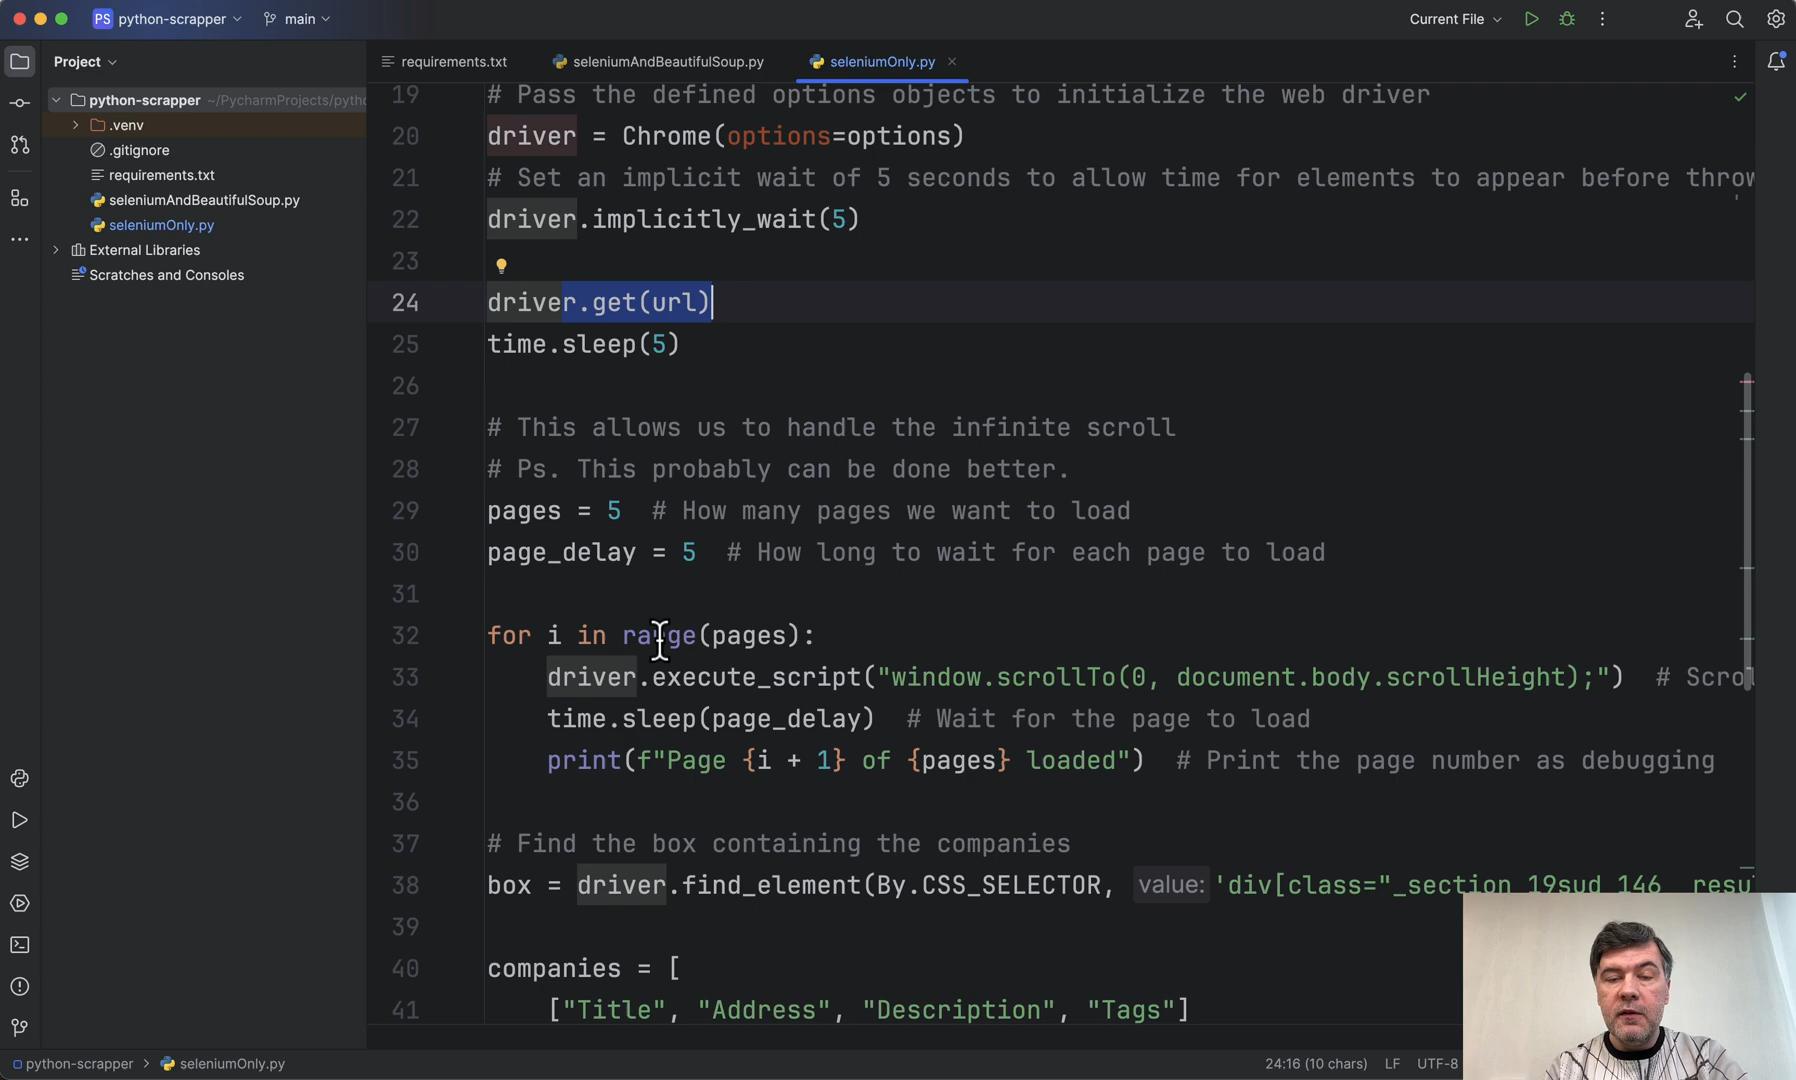 PS python-scrapper main Current File
Project
requirements.txt seleniumAndBeautifulSoup.py seleniumOnly.py
python-scrapper ~/PycharmProjects/pytho
.venv
.gitignore
requirements.txt
seleniumAndBeautifulSoup.py
seleniumOnly.py
External Libraries
Scratches and Consoles
19 # Pass the defined options objects to initialize the web driver
20 driver = Chrome(options=options)
21 # Set an implicit wait of 5 seconds to allow time for elements to appear before throw
22 driver.implicitly_wait(5)
23
24 driver.get(url)
25 time.sleep(5)
26
27 # This allows us to handle the infinite scroll
28 # Ps. This probably can be done better.
29 pages = 5 # How many pages we want to load
30 page_delay = 5 # How long to wait for each page to load
31
32 for i in range(pages):
33 driver.execute_script("window.scrollTo(0, document.body.scrollHeight);") # Scrol
34 time.sleep(page_delay) # Wait for the page to load
35 print(f"Page {i + 1} of {pages} loaded") # Print the page number as debugging
36
37 # Find the box containing the companies
38 box = driver.find_element(By.CSS_SELECTOR, value: 'div[class="_section_19sud_146 _resu
39
40 companies = [
41 ["Title", "Address", "Description", "Tags"]
python-scrapper > seleniumOnly.py 24:16 (10 chars) LF UTF-8